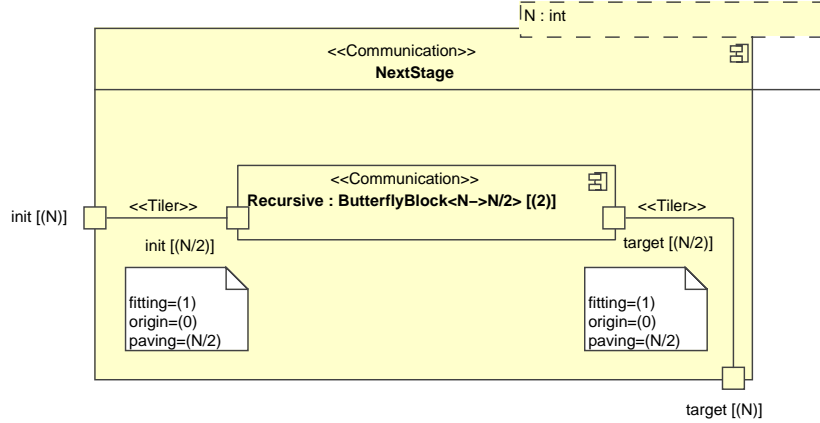 N : int
<<Communication>>
NextStage
<<Communication>>
Recursive : ButterflyBlock<N−>N/2> [(2)]
<<Tiler>>
<<Tiler>>
init [(N)]
init [(N/2)]
target [(N/2)]
fitting=(1)
origin=(0)
paving=(N/2)
fitting=(1)
origin=(0)
paving=(N/2)
target [(N)]